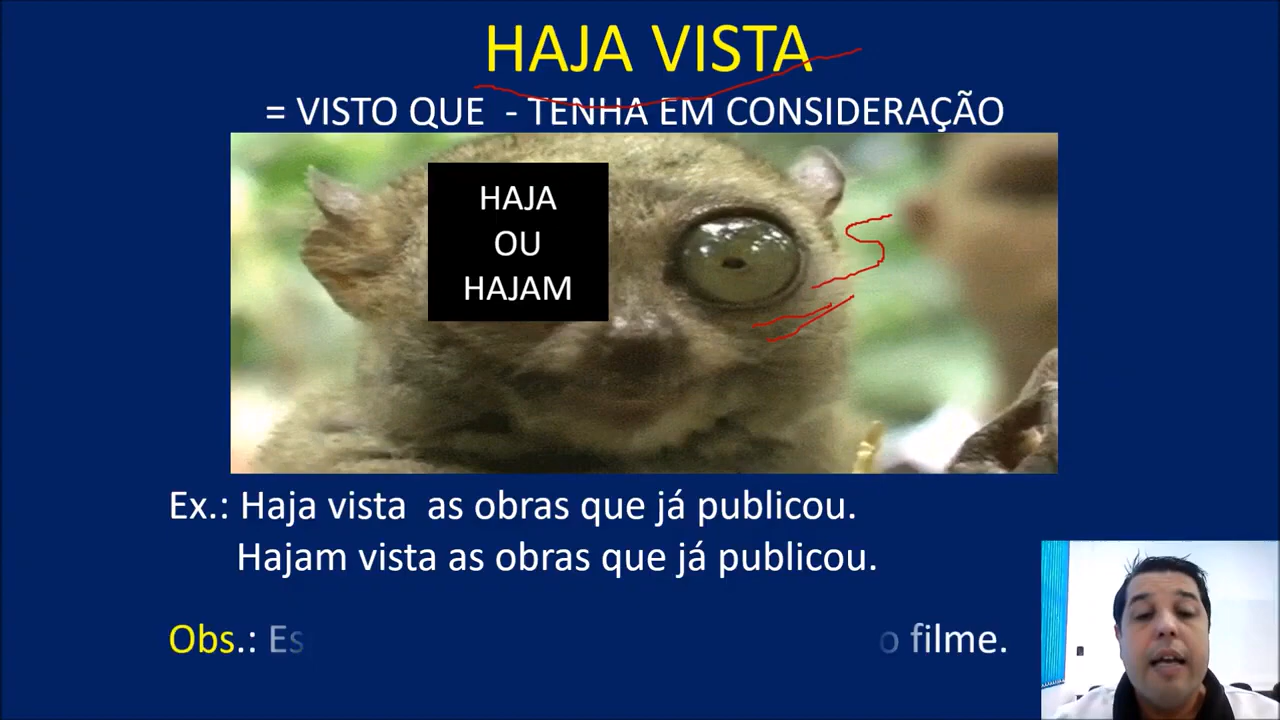 HAJA VISTA
= VISTO QUE - TENHA EM CONSIDERAÇÃO
HAJA
OU
HAJAM
Ex.: Haja vista as obras que já publicou.
Hajam vista as obras que já publicou.
Obs.: Es o filme.